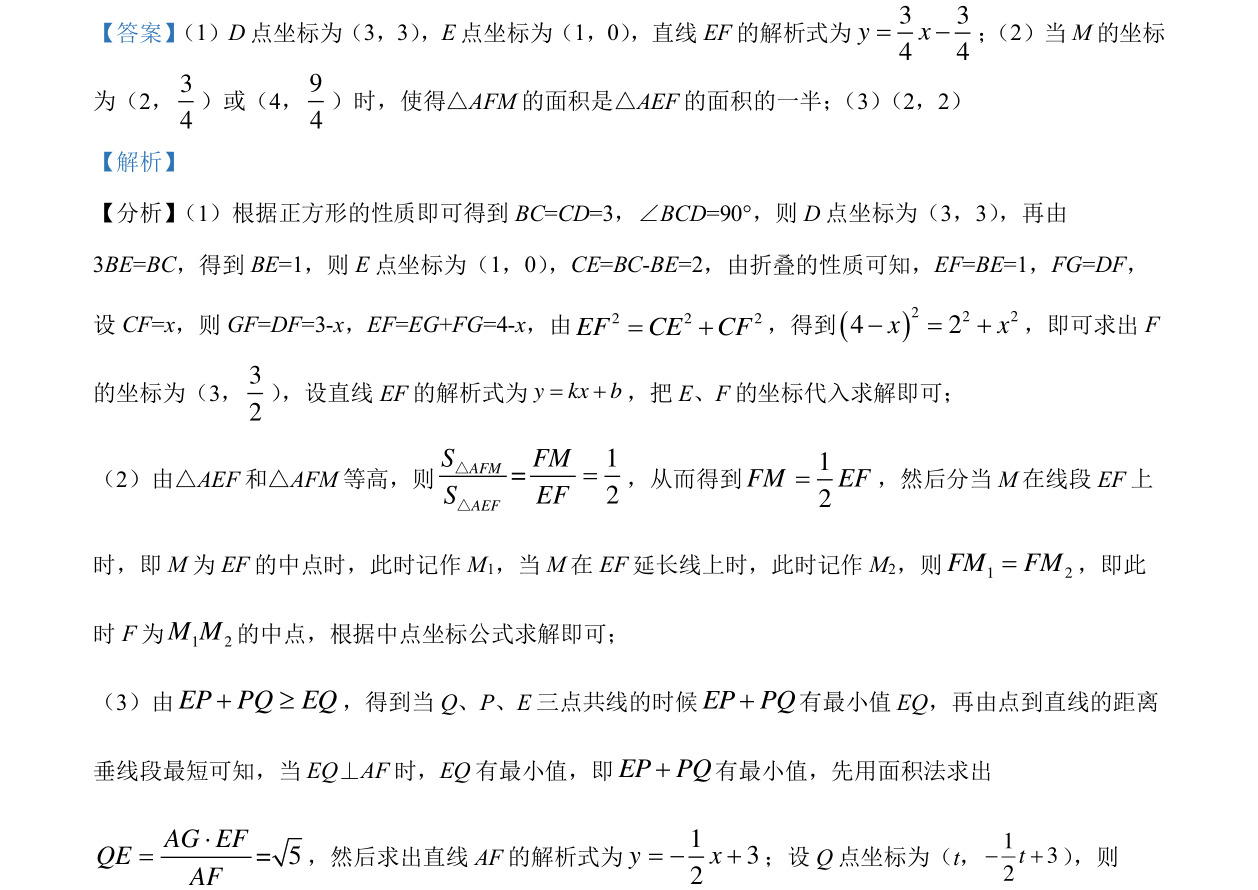 【答案】（1）D 点坐标为（3，3），E 点坐标为（1，0），直线 EF 的解析式为 y = 3/4 x − 3/4；（2）当 M 的坐标
为（2，3/4）或（4，9/4）时，使得△AFM 的面积是△AEF 的面积的一半；（3）（2，2）
【解析】
【分析】（1）根据正方形的性质即可得到 BC=CD=3，∠BCD=90°，则 D 点坐标为（3，3），再由
3BE=BC，得到 BE=1，则 E 点坐标为（1，0），CE=BC-BE=2，由折叠的性质可知，EF=BE=1，FG=DF，
设 CF=x，则 GF=DF=3-x，EF=EG+FG=4-x，由 EF² = CE² + CF²，得到 (4 − x)² = 2² + x²，即可求出 F
的坐标为（3，3/2），设直线 EF 的解析式为 y = kx + b，把 E、F 的坐标代入求解即可；
（2）由△AEF 和△AFM 等高，则 S△AFM/S△AEF = FM/EF = 1/2，从而得到 FM = 1/2 EF，然后分当 M 在线段 EF 上
时，即 M 为 EF 的中点时，此时记作 M₁，当 M 在 EF 延长线上时，此时记作 M₂，则 FM₁ = FM₂，即此
时 F 为 M₁M₂ 的中点，根据中点坐标公式求解即可；
（3）由 EP + PQ ≥ EQ，得到当 Q、P、E 三点共线的时候 EP + PQ 有最小值 EQ，再由点到直线的距离
垂线段最短可知，当 EQ⊥AF 时，EQ 有最小值，即 EP + PQ 有最小值，先用面积法求出
QE = AG·EF/AF = √5，然后求出直线 AF 的解析式为 y = −1/2 x + 3；设 Q 点坐标为（t，−1/2 t + 3），则